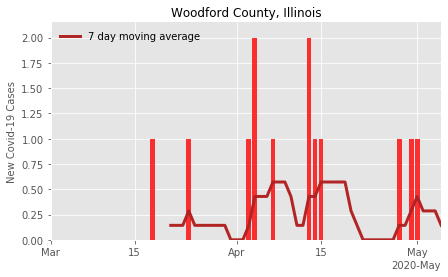 Woodford County, Illinois
7 day moving average
New Covid-19 Cases
2.00
1.75
1.50
1.25
1.00
0.75
0.50
0.25
0.00
Mar
15
Apr
15
May
2020-May